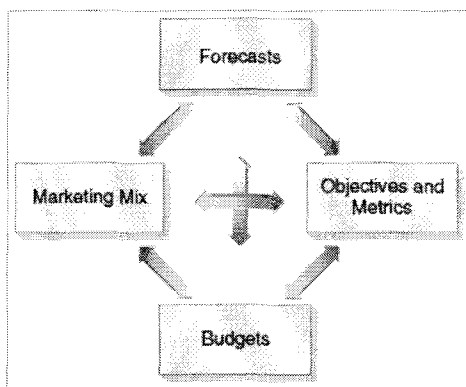 Forecasts
Marketing Mix
Objectives and
Metrics
Budgets